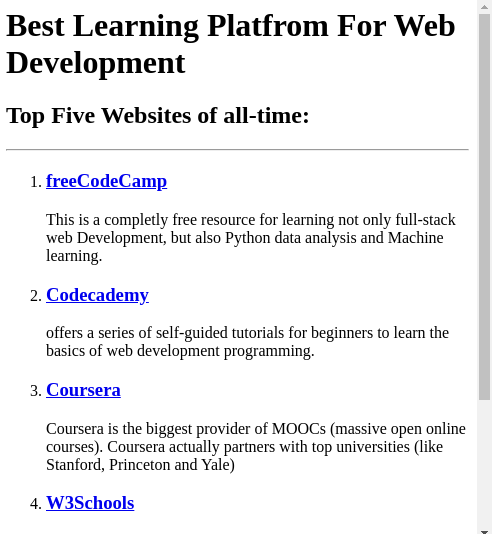 Best Learning Platfrom For Web
Development
Top Five Websites of all-time:
1. freeCodeCamp
This is a completly free resource for learning not only full-stack
web Development, but also Python data analysis and Machine
learning.
2. Codecademy
offers a series of self-guided tutorials for beginners to learn the
basics of web development programming.
3. Coursera
Coursera is the biggest provider of MOOCs (massive open online
courses). Coursera actually partners with top universities (like
Stanford, Princeton and Yale)
4. W3Schools